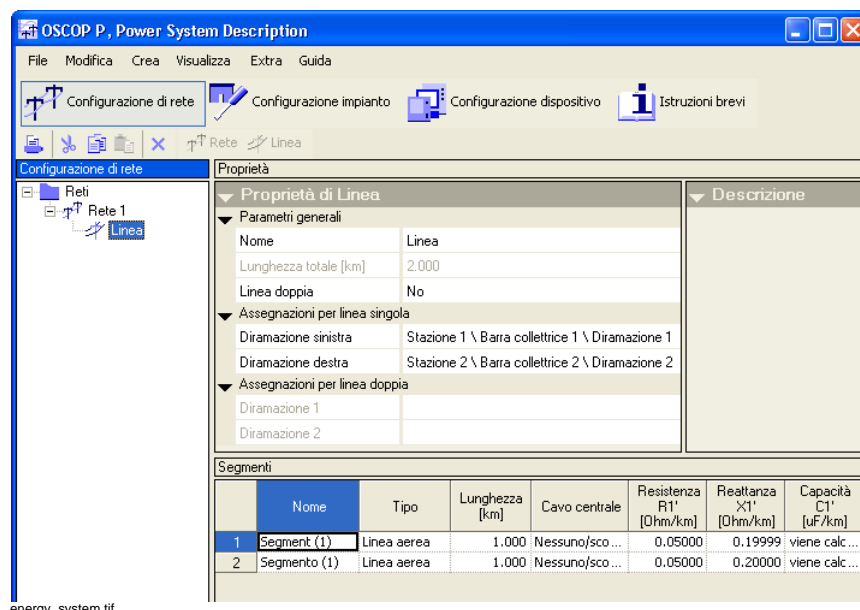 OSCOP P, Power System Description
File Modifica Crea Visualizza Extra Guida
Configurazione di rete Configurazione impianto Configurazione dispositivo Istruzioni brevi
Rete Linea
Configurazione di rete
Reti
Rete 1
Linea
Proprietà
Proprietà di Linea
Parametri generali
Nome Linea
Lunghezza totale [km] 2.000
Linea doppia No
Assegnazioni per linea singola
Diramazione sinistra Stazione 1 \ Barra collettrice 1 \ Diramazione 1
Diramazione destra Stazione 2 \ Barra collettrice 2 \ Diramazione 2
Assegnazioni per linea doppia
Diramazione 1
Diramazione 2
Descrizione
Segmenti
Nome Tipo Lunghezza [km] Cavo centrale Resistenza R1' [Ohm/km] Reattanza X1' [Ohm/km] Capacità C1' [uF/km]
1 Segment (1) Linea aerea 1.000 Nessuno/sco... 0.05000 0.19999 viene calc...
2 Segmento (1) Linea aerea 1.000 Nessuno/sco... 0.05000 0.20000 viene calc...
energy_system.tif